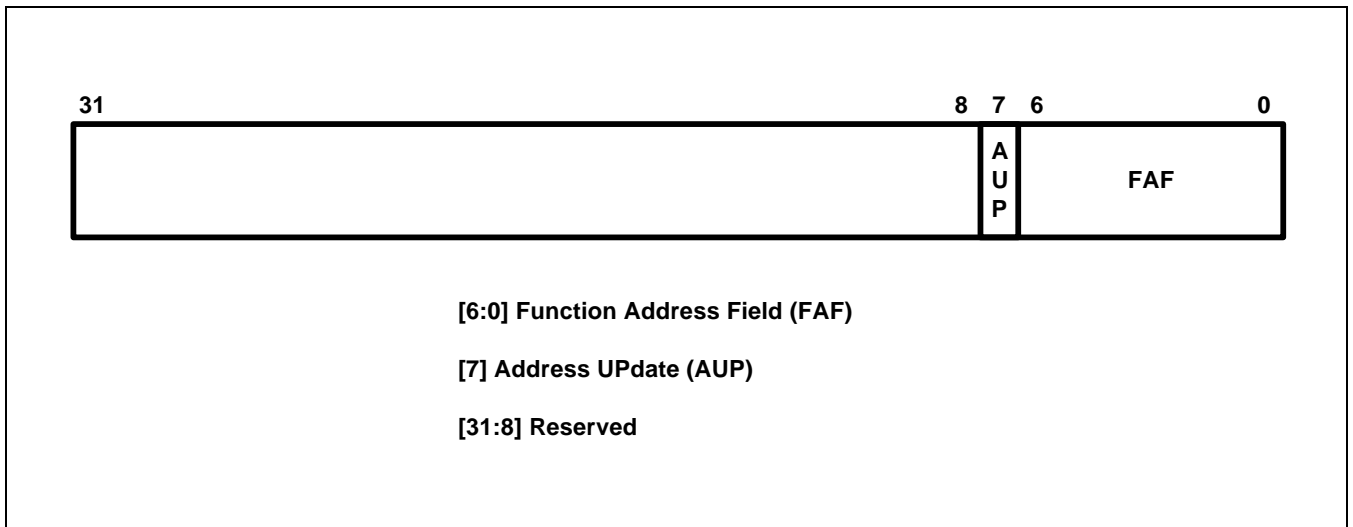 31 8 7 6 0
A
U
P
FAF
[6:0] Function Address Field (FAF)
[7] Address UPdate (AUP)
[31:8] Reserved